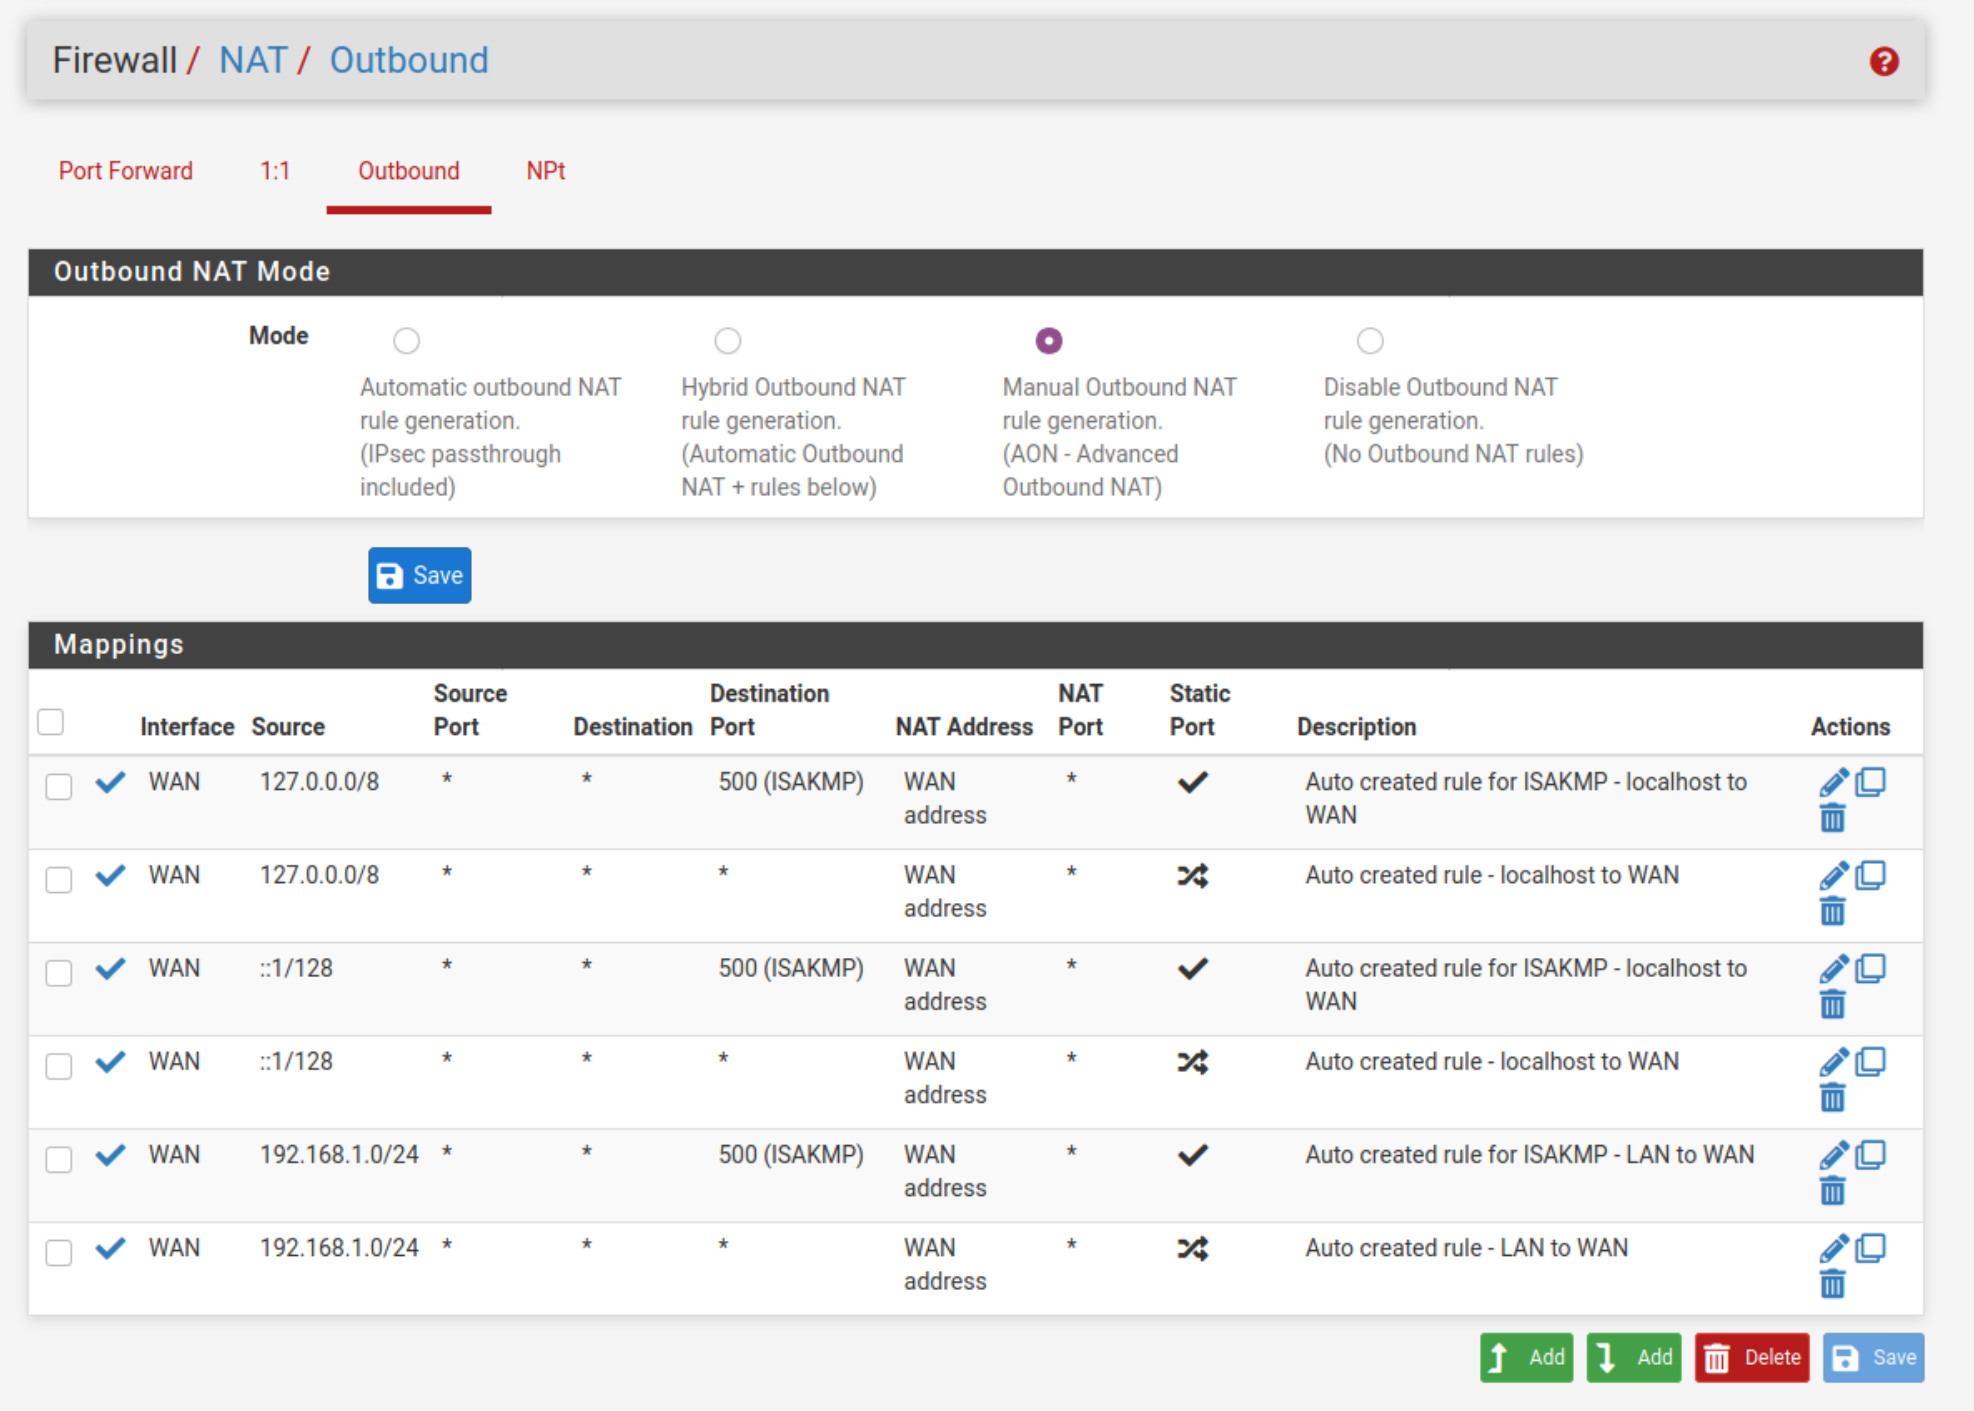 Firewall / NAT / Outbound
Port Forward 1:1 Outbound NPt
Outbound NAT Mode
Mode
Automatic outbound NAT
rule generation.
(IPsec passthrough
included)
Hybrid Outbound NAT
rule generation.
(Automatic Outbound
NAT + rules below)
Manual Outbound NAT
rule generation.
(AON - Advanced
Outbound NAT)
Disable Outbound NAT
rule generation.
(No Outbound NAT rules)
Save
Mappings
Interface Source Source Port Destination Destination Port NAT Address NAT Port Static Port Description Actions
WAN 127.0.0.0/8 * * 500 (ISAKMP) WAN address * Auto created rule for ISAKMP - localhost to WAN
WAN 127.0.0.0/8 * * * WAN address * Auto created rule - localhost to WAN
WAN ::1/128 * * 500 (ISAKMP) WAN address * Auto created rule for ISAKMP - localhost to WAN
WAN ::1/128 * * * WAN address * Auto created rule - localhost to WAN
WAN 192.168.1.0/24 * * 500 (ISAKMP) WAN address * Auto created rule for ISAKMP - LAN to WAN
WAN 192.168.1.0/24 * * * WAN address * Auto created rule - LAN to WAN
Add Add Delete Save